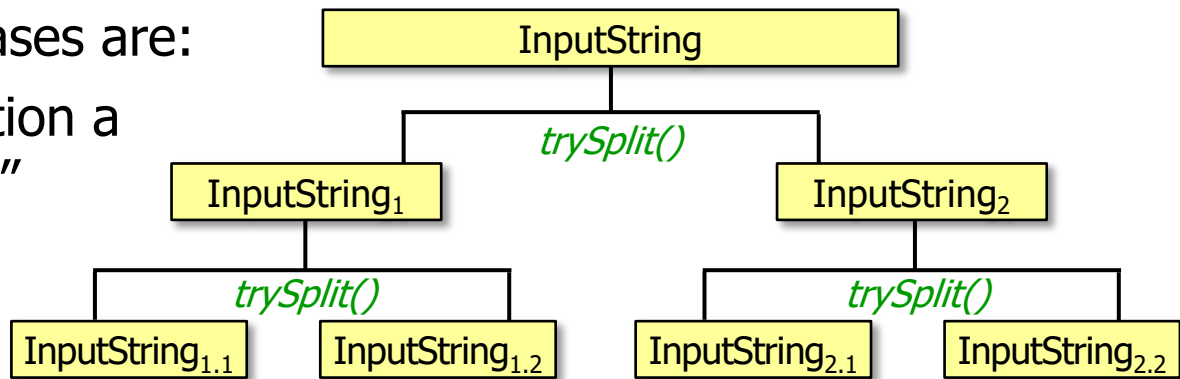 ases are:
tion a
"
InputString
trySplit()
InputString₁
InputString₂
trySplit()
trySplit()
InputString₁.₁
InputString₁.₂
InputString₂.₁
InputString₂.₂